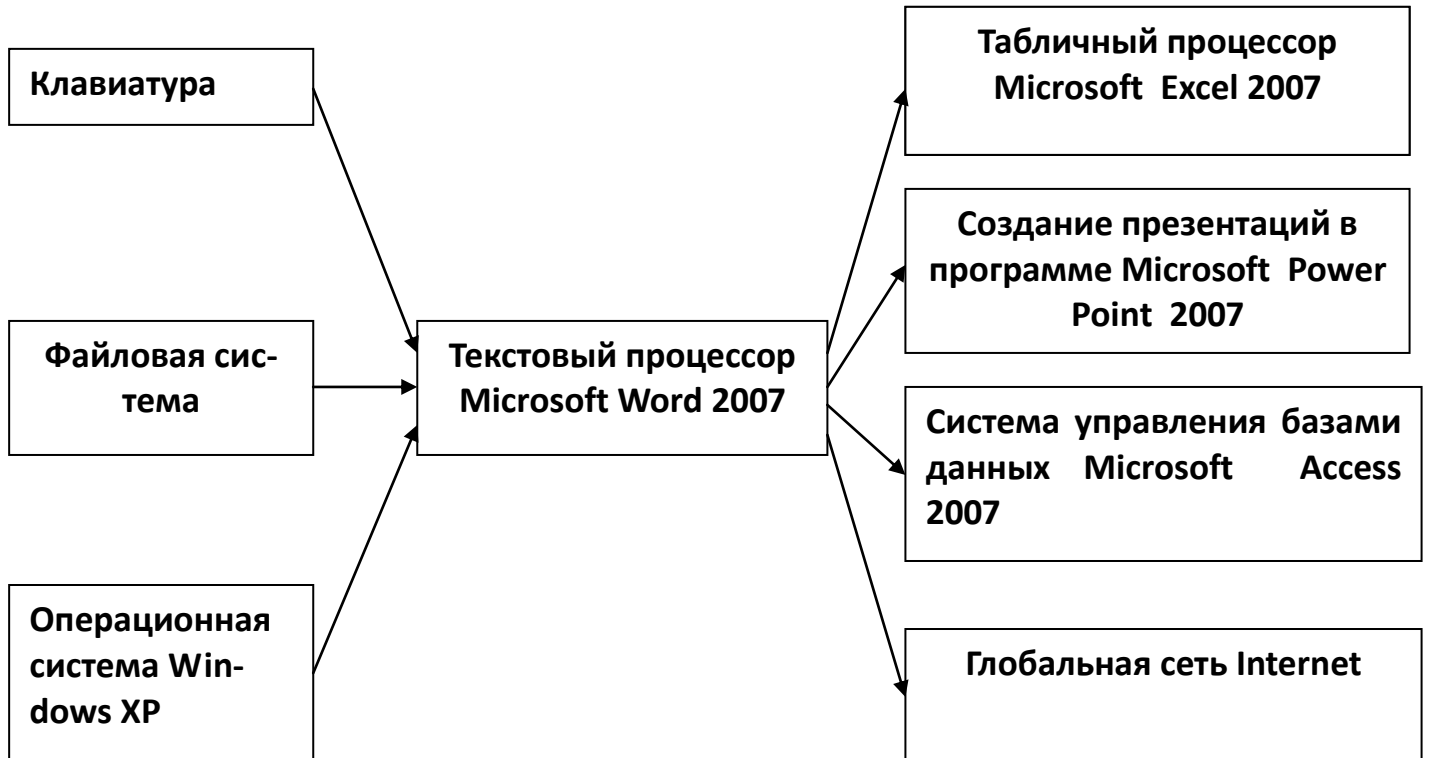 Клавиатура
Файловая сис-
тема
Операционная
система Win-
dows XP
Текстовый процессор
Microsoft Word 2007
Табличный процессор
Microsoft Excel 2007
Создание презентаций в
программе Microsoft Power
Point 2007
Система управления базами
данных Microsoft Access
2007
Глобальная сеть Internet